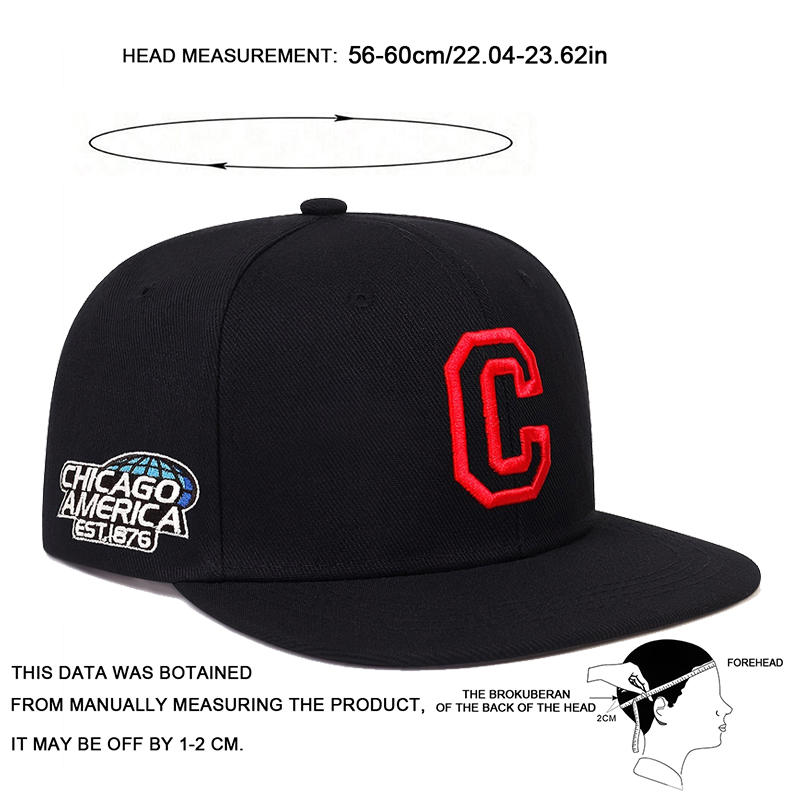 HEAD MEASUREMENT: 56-60cm/22.04-23.62in
C
CHICAGO
AMERICA
EST.1876
THIS DATA WAS BOTAINED
FROM MANUALLY MEASURING THE PRODUCT,
IT MAY BE OFF BY 1-2 CM.
THE BROKUBERAN
OF THE BACK OF THE HEAD
2CM
FOREHEAD